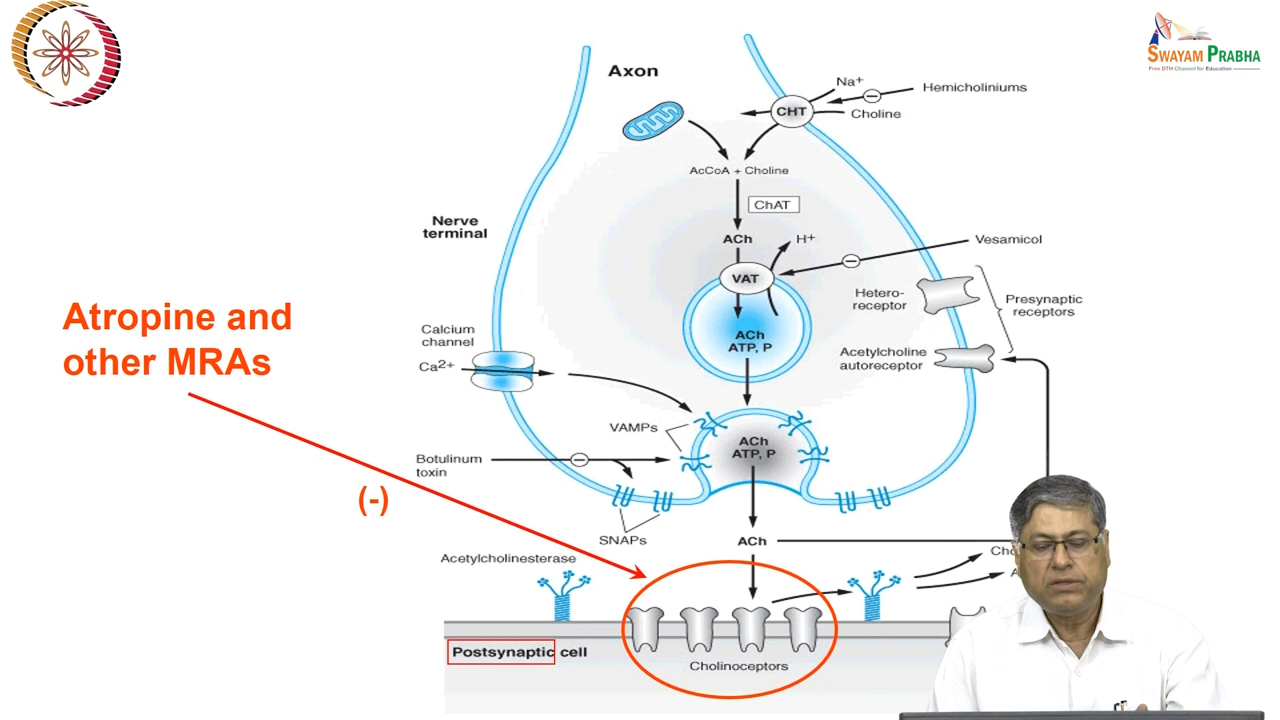 SWAYAM PRABHA
Free DTH Channel for Education
Axon
Na+
Hemicholiniums
CHT
Choline
AcCoA + Choline
ChAT
Nerve
terminal
ACh
H+
Vesamicol
VAT
Hetero-
receptor
Presynaptic
receptors
Atropine and
other MRAs
Calcium
channel
Ca2+
ACh
ATP, P
Acetylcholine
autoreceptor
VAMPs
ACh
ATP, P
Botulinum
toxin
(-)
SNAPs
ACh
Acetylcholinesterase
Postsynaptic cell
Cholinoceptors